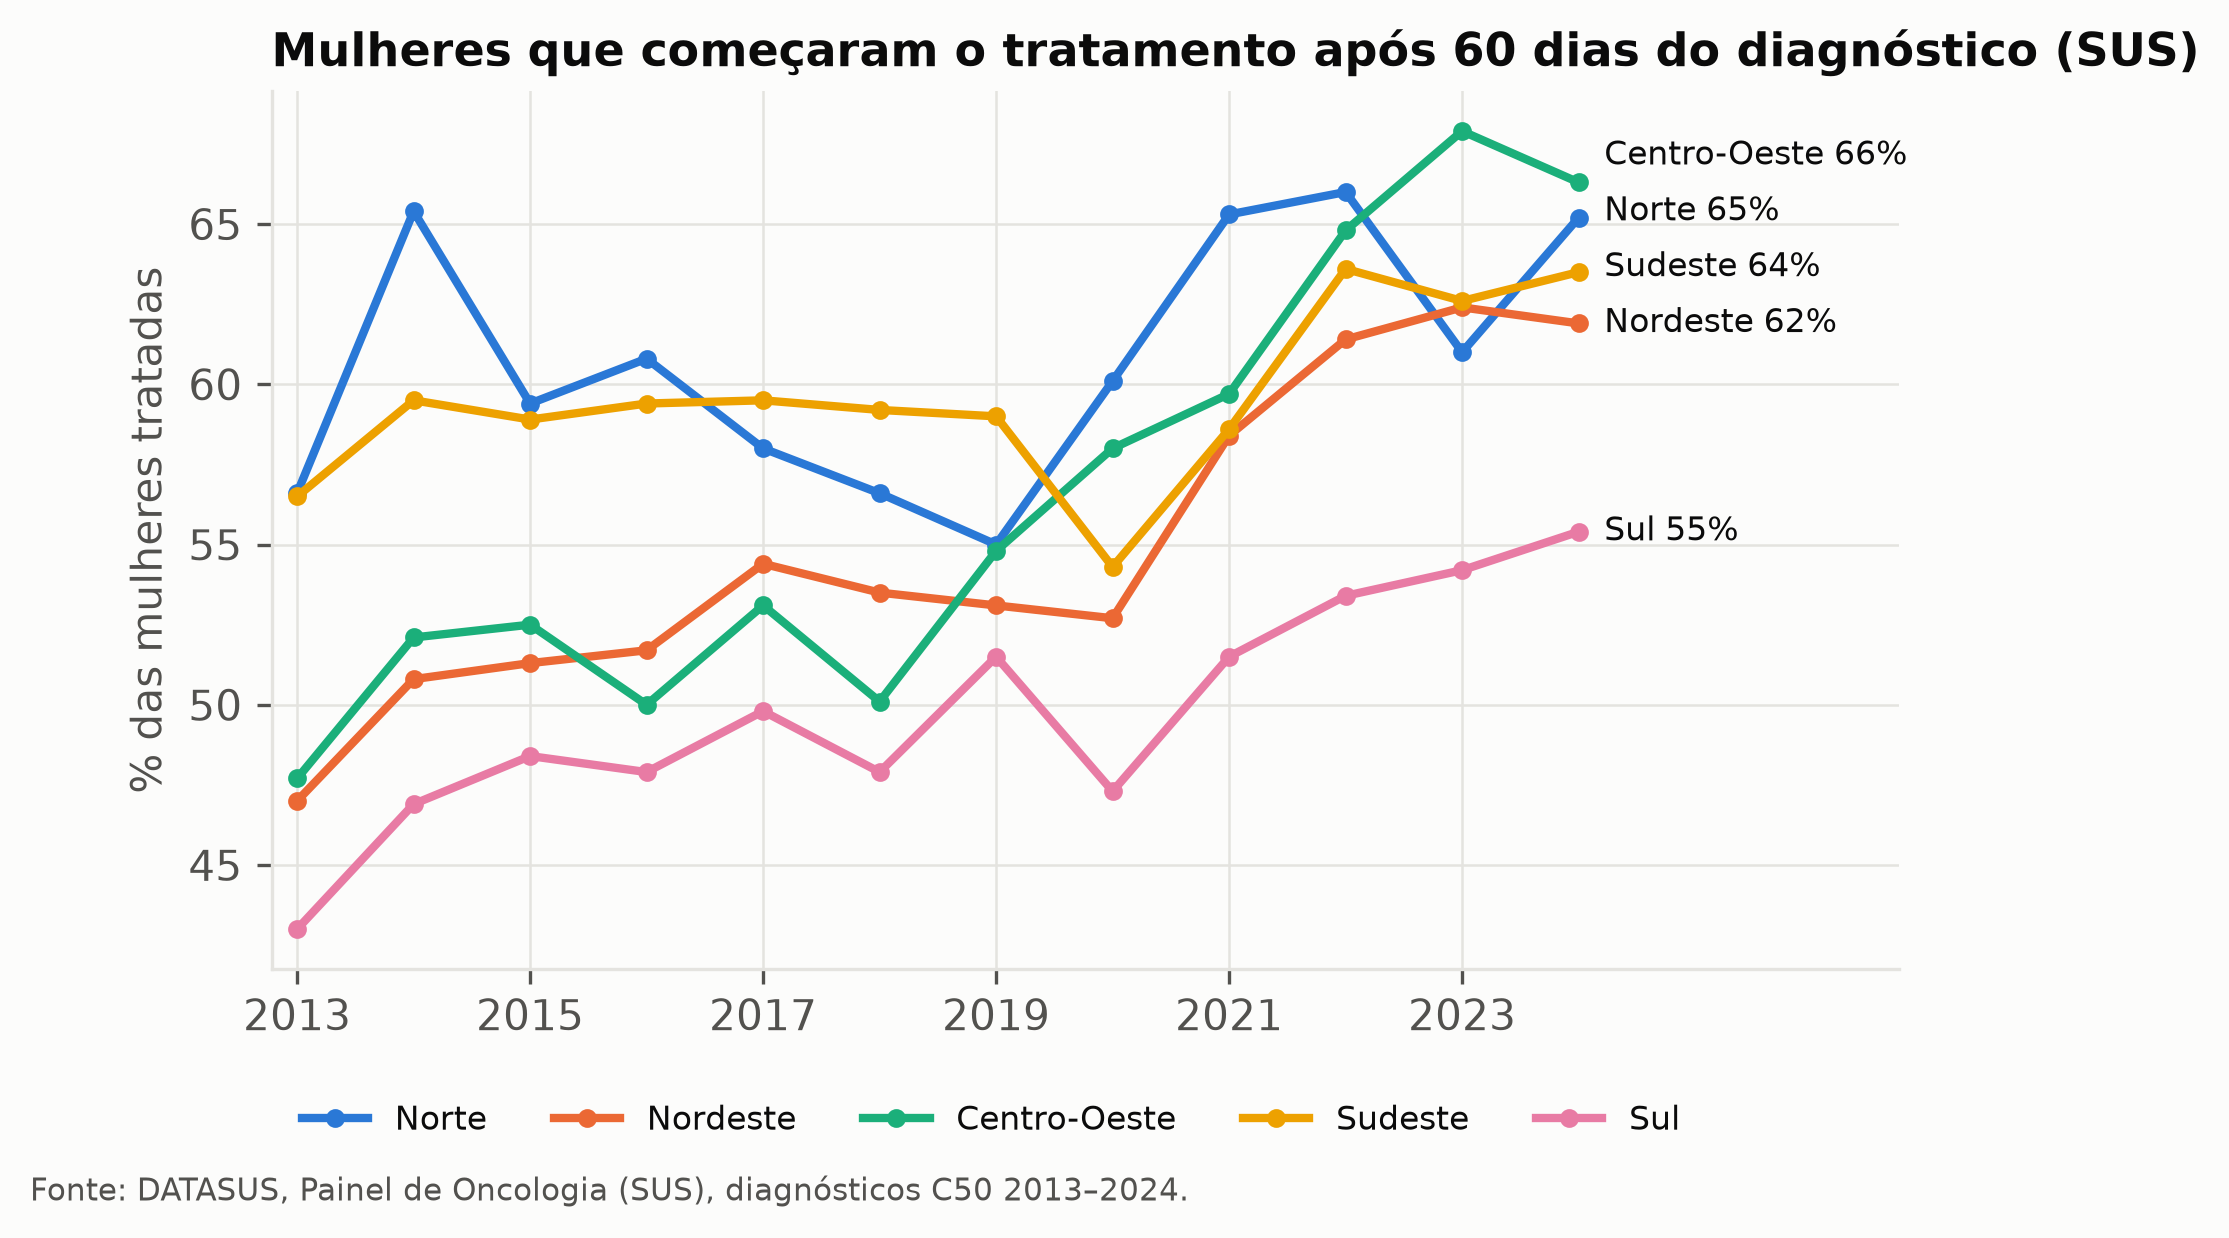 Mulheres que começaram o tratamento após 60 dias do diagnóstico (SUS)
% das mulheres tratadas
65
60
55
50
45
Centro-Oeste 66%
Norte 65%
Sudeste 64%
Nordeste 62%
Sul 55%
2013 2015 2017 2019 2021 2023
Norte Nordeste Centro-Oeste Sudeste Sul
Fonte: DATASUS, Painel de Oncologia (SUS), diagnósticos C50 2013–2024.